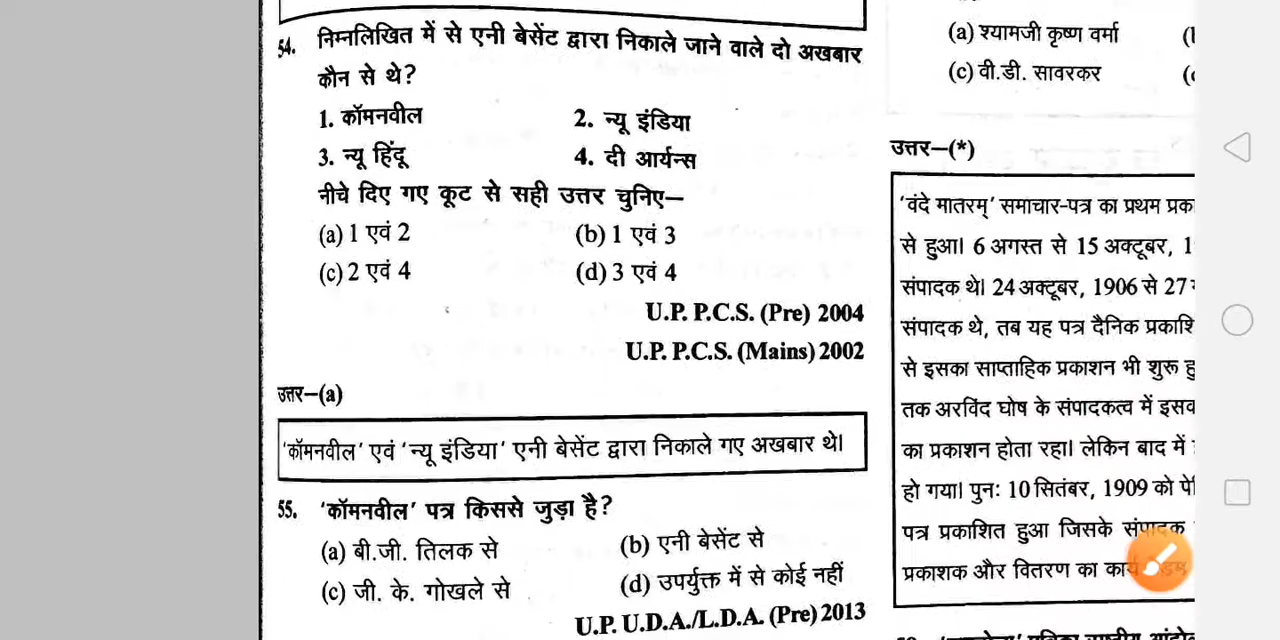 54. निम्नलिखित में से एनी बेसेंट द्वारा निकाले जाने वाले दो अखबार
कौन से थे?
1. कॉमनवील 2. न्यू इंडिया
3. न्यू हिंदू 4. दी आर्यन्स
नीचे दिए गए कूट से सही उत्तर चुनिए–
(a) 1 एवं 2 (b) 1 एवं 3
(c) 2 एवं 4 (d) 3 एवं 4
U.P. P.C.S. (Pre) 2004
U.P. P.C.S. (Mains) 2002
उत्तर–(a)
'कॉमनवील' एवं 'न्यू इंडिया' एनी बेसेंट द्वारा निकाले गए अखबार थे।
55. 'कॉमनवील' पत्र किससे जुड़ा है?
(a) बी.जी. तिलक से (b) एनी बेसेंट से
(c) जी. के. गोखले से (d) उपर्युक्त में से कोई नहीं
U.P. U.D.A./L.D.A. (Pre) 2013
(a) श्यामजी कृष्ण वर्मा
(c) वी.डी. सावरकर
उत्तर–(*)
'वंदे मातरम्' समाचार-पत्र का प्रथम
से हुआ। 6 अगस्त से 15 अक्टूबर,
संपादक थे। 24 अक्टूबर, 1906 से 27
संपादक थे, तब यह पत्र दैनिक
से इसका साप्ताहिक प्रकाशन भी शुरू
तक अरविंद घोष के संपादकत्व में
का प्रकाशन होता रहा। लेकिन बाद में
हो गया। पुनः 10 सितंबर, 1909 को
पत्र प्रकाशित हुआ जिसके संपादक
प्रकाशक और वितरण का कार्य